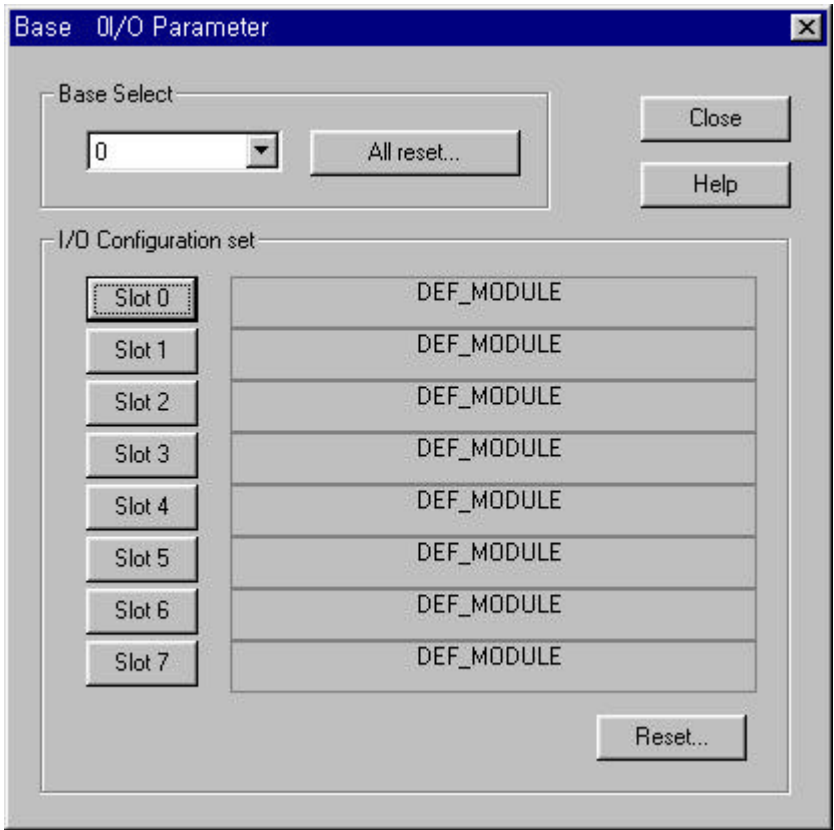 Base 0I/O Parameter
Base Select
0
All reset...
Close
Help
I/O Configuration set
Slot 0 DEF_MODULE
Slot 1 DEF_MODULE
Slot 2 DEF_MODULE
Slot 3 DEF_MODULE
Slot 4 DEF_MODULE
Slot 5 DEF_MODULE
Slot 6 DEF_MODULE
Slot 7 DEF_MODULE
Reset...